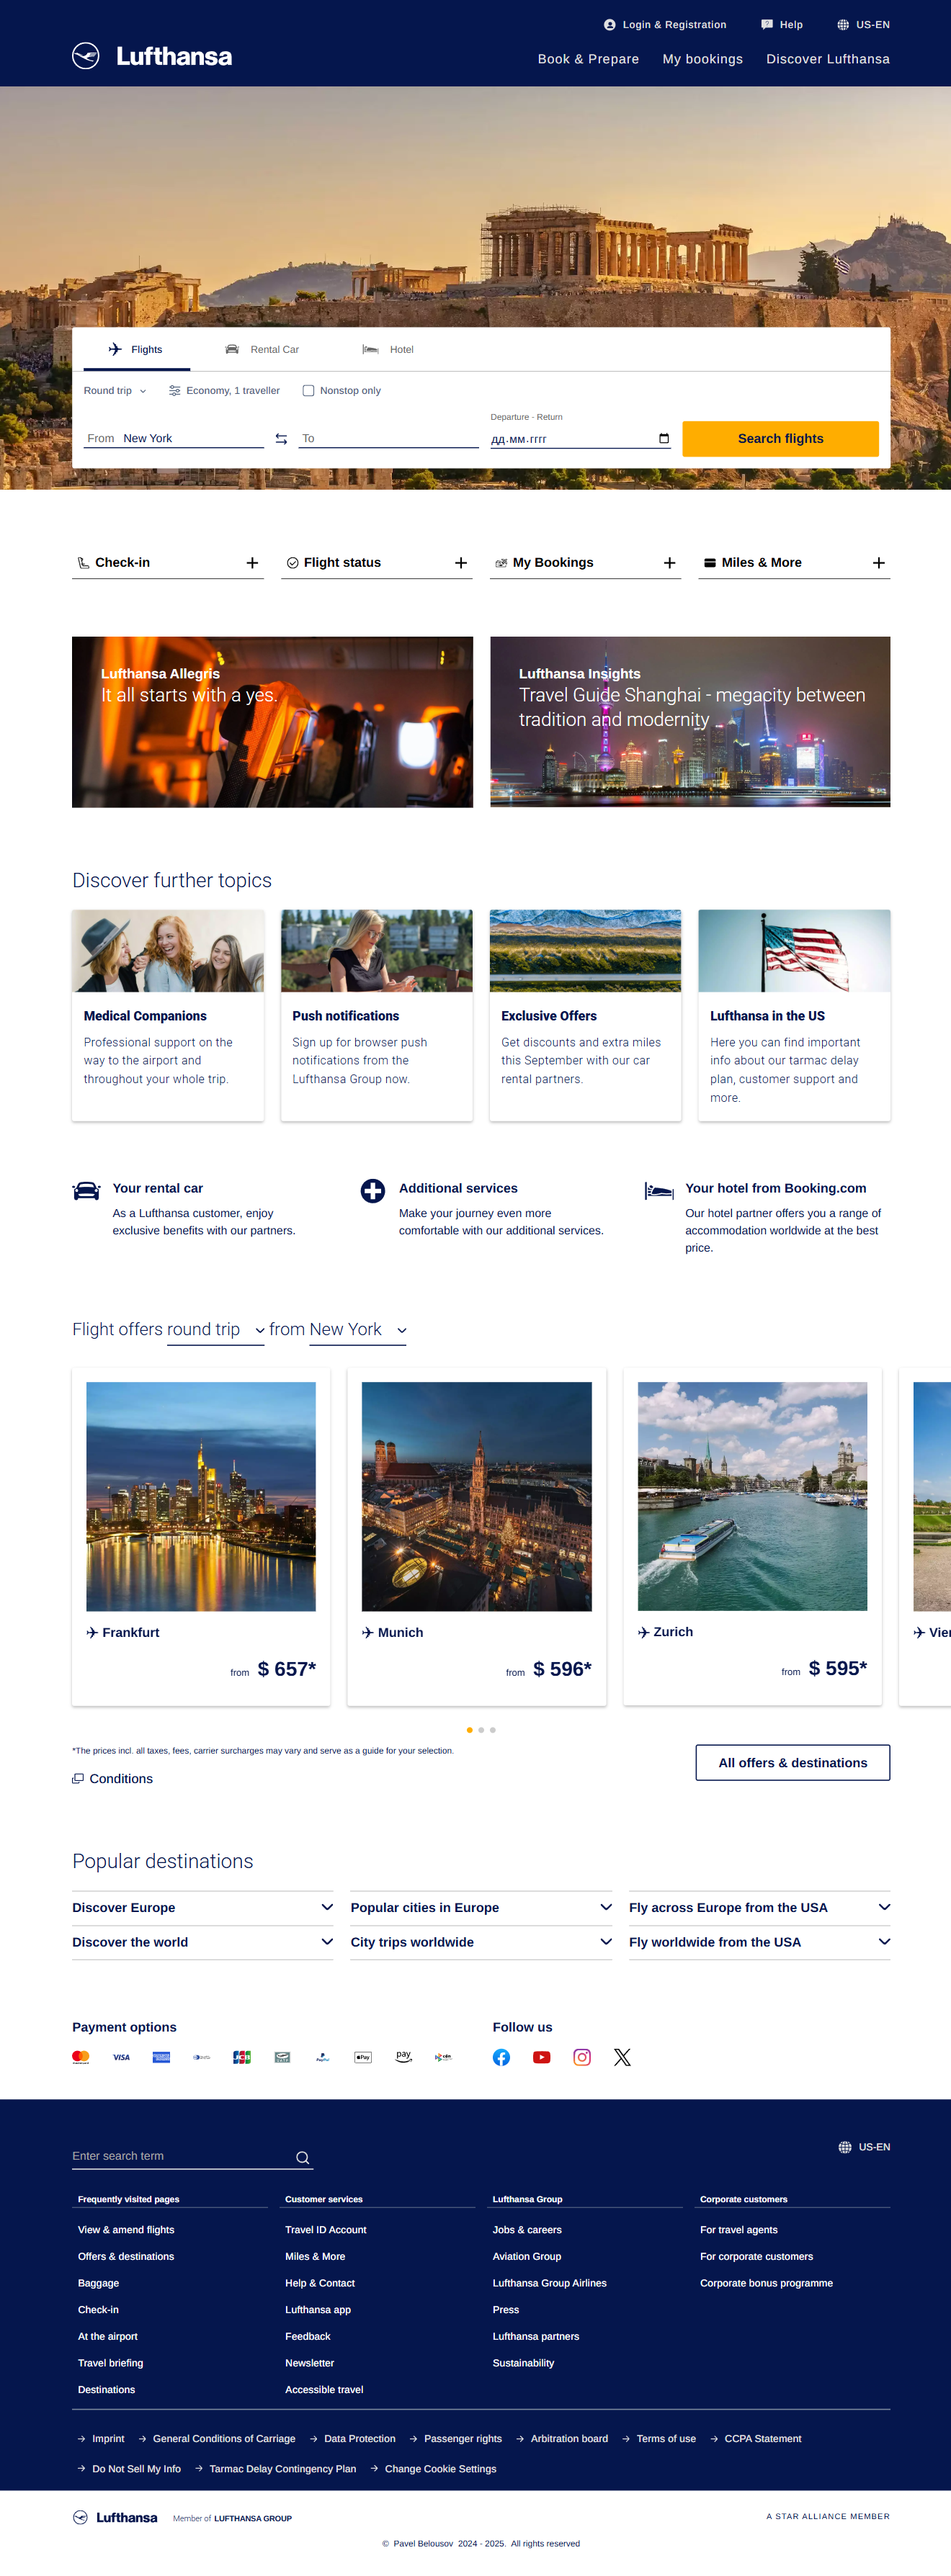 Login & Registration
Help
US-EN
Lufthansa
Book & Prepare
My bookings
Discover Lufthansa
Flights
Rental Car
Hotel
Round trip
Economy, 1 traveller
Nonstop only
Departure - Return
From New York
To
дд.мм.гггг
Search flights
Check-in
Flight status
My Bookings
Miles & More
Lufthansa Allegris
It all starts with a yes.
Lufthansa Insights
Travel Guide Shanghai - megacity between
tradition and modernity
Discover further topics
Medical Companions
Professional support on the
way to the airport and
throughout your whole trip.
Push notifications
Sign up for browser push
notifications from the
Lufthansa Group now.
Exclusive Offers
Get discounts and extra miles
this September with our car
rental partners.
Lufthansa in the US
Here you can find important
info about our tarmac delay
plan, customer support and
more.
Your rental car
As a Lufthansa customer, enjoy
exclusive benefits with our partners.
Additional services
Make your journey even more
comfortable with our additional services.
Your hotel from Booking.com
Our hotel partner offers you a range of
accommodation worldwide at the best
price.
Flight offers round trip from New York
Frankfurt
from $ 657*
Munich
from $ 596*
Zurich
from $ 595*
Vie
*The prices incl. all taxes, fees, carrier surcharges may vary and serve as a guide for your selection.
Conditions
All offers & destinations
Popular destinations
Discover Europe
Popular cities in Europe
Fly across Europe from the USA
Discover the world
City trips worldwide
Fly worldwide from the USA
Payment options
VISA
JCB
PayPal
Pay
pay
Follow us
Enter search term
US-EN
Frequently visited pages
View & amend flights
Offers & destinations
Baggage
Check-in
At the airport
Travel briefing
Destinations
Customer services
Travel ID Account
Miles & More
Help & Contact
Lufthansa app
Feedback
Newsletter
Accessible travel
Lufthansa Group
Jobs & careers
Aviation Group
Lufthansa Group Airlines
Press
Lufthansa partners
Sustainability
Corporate customers
For travel agents
For corporate customers
Corporate bonus programme
Imprint
General Conditions of Carriage
Data Protection
Passenger rights
Arbitration board
Terms of use
CCPA Statement
Do Not Sell My Info
Tarmac Delay Contingency Plan
Change Cookie Settings
Lufthansa
Member of LUFTHANSA GROUP
A STAR ALLIANCE MEMBER
© Pavel Belousov 2024 - 2025. All rights reserved